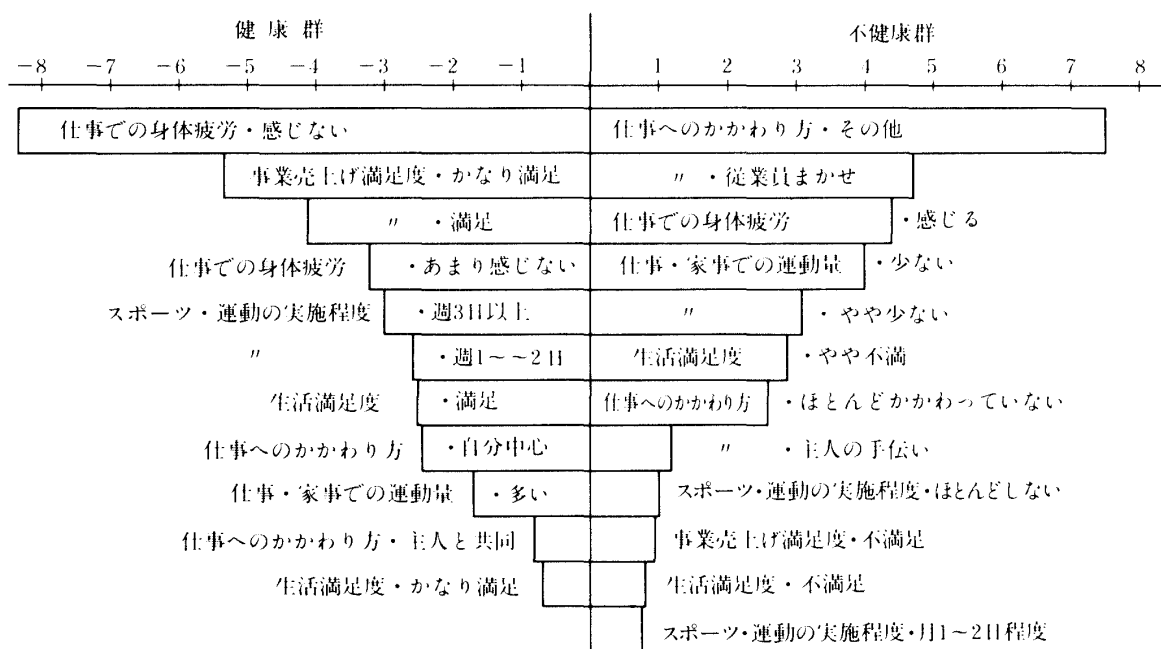 健康群 不健康群
-8 -7 -6 -5 -4 -3 -2 -1 1 2 3 4 5 6 7 8
仕事での身体疲労・感じない 仕事へのかかわり方・その他
事業売上げ満足度・かなり満足 〃・従業員まかせ
〃・満足 仕事での身体疲労・感じる
仕事での身体疲労・あまり感じない 仕事・家事での運動量・少ない
スポーツ・運動の実施程度・週3日以上 〃・やや少ない
〃・週1~~2日 生活満足度・やや不満
生活満足度・満足 仕事へのかかわり方・ほとんどかかわっていない
仕事へのかかわり方・自分中心 〃・主人の手伝い
仕事・家事での運動量・多い スポーツ・運動の実施程度・ほとんどしない
仕事へのかかわり方・主人と共同 事業売上げ満足度・不満足
生活満足度・かなり満足 生活満足度・不満足
スポーツ・運動の実施程度・月1~2日程度